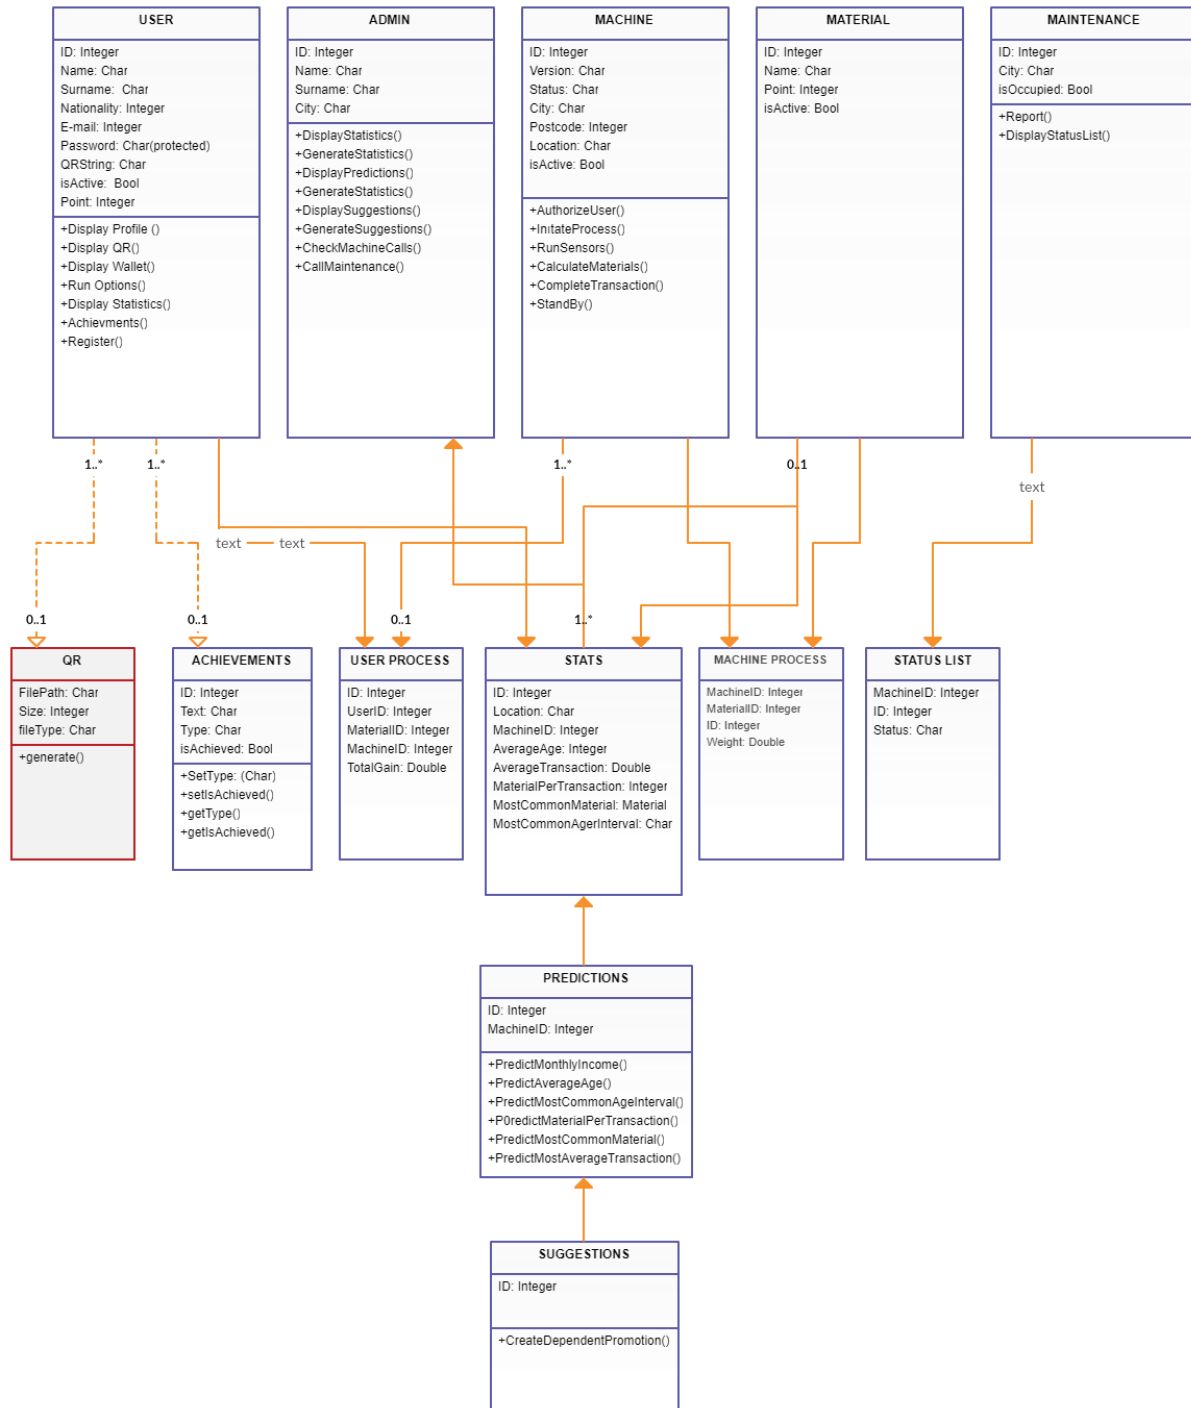 USER
ID: Integer
Name: Char
Surname:  Char
Nationality: Integer
E-mail: Integer
Password: Char(protected)
QRString: Char
isActive:  Bool
Point: Integer
+Display Profile ()
+Display QR()
+Display Wallet()
+Run Options()
+Display Statistics()
+Achievments()
+Register()
ADMIN
ID: Integer
Name: Char
Surname: Char
City: Char
+DisplayStatistics()
+GenerateStatistics()
+DisplayPredictions()
+GenerateStatistics()
+DisplaySuggestions()
+GenerateSuggestions()
+CheckMachineCalls()
+CallMaintenance()
MACHINE
ID: Integer
Version: Char
Status: Char
City: Char
Postcode: Integer
Location: Char
isActive: Bool
+AuthorizeUser()
+InitateProcess()
+RunSensors()
+CalculateMaterials()
+CompleteTransaction()
+StandBy()
MATERIAL
ID: Integer
Name: Char
Point: Integer
isActive: Bool
MAINTENANCE
ID: Integer
City: Char
isOccupied: Bool
+Report()
+DisplayStatusList()
1..*
1..*
1..*
0..1
text
text
text
0..1
0..1
0..1
1..*
QR
FilePath: Char
Size: Integer
fileType: Char
+generate()
ACHIEVEMENTS
ID: Integer
Text: Char
Type: Char
isAchieved: Bool
+SetType: (Char)
+setIsAchieved()
+getType()
+getIsAchieved()
USER PROCESS
ID: Integer
UserID: Integer
MaterialID: Integer
MachineID: Integer
TotalGain: Double
STATS
ID: Integer
Location: Char
MachineID: Integer
AverageAge: Integer
AverageTransaction: Double
MaterialPerTransaction: Integer
MostCommonMaterial: Material
MostCommonAgerInterval: Char
MACHINE PROCESS
MachineID: Integer
MaterialID: Integer
ID: Integer
Weight: Double
STATUS LIST
MachineID: Integer
ID: Integer
Status: Char
PREDICTIONS
ID: Integer
MachineID: Integer
+PredictMonthlyIncome()
+PredictAverageAge()
+PredictMostCommonAgeInterval()
+P0redictMaterialPerTransaction()
+PredictMostCommonMaterial()
+PredictMostAverageTransaction()
SUGGESTIONS
ID: Integer
+CreateDependentPromotion()